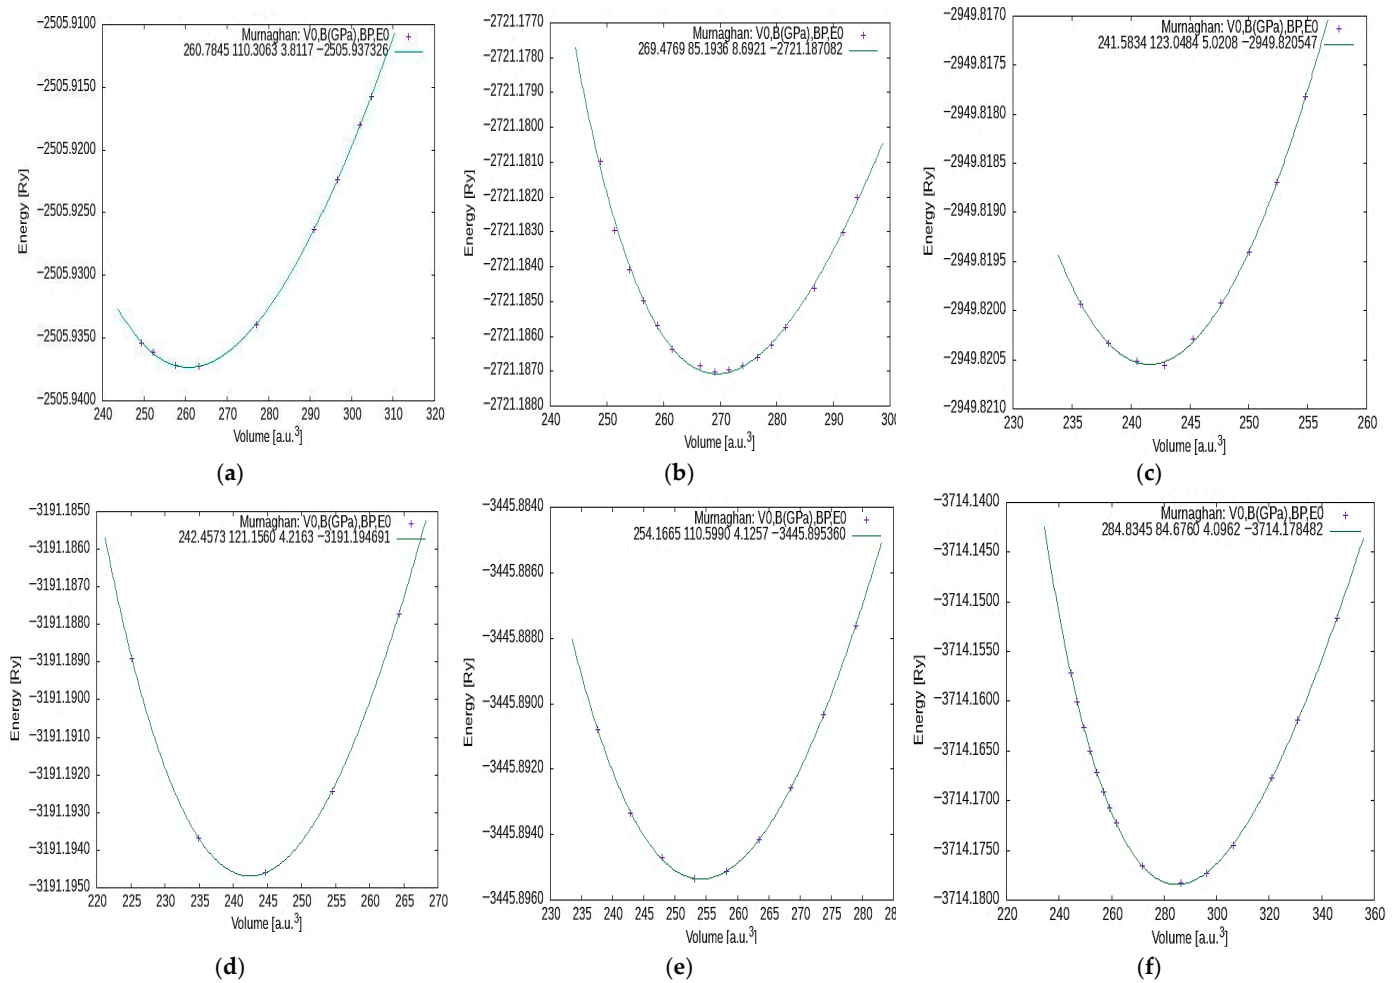 −2505.9100
−2505.9150
−2505.9200
−2505.9250
−2505.9300
−2505.9350
−2505.9400
240 250 260 270 280 290 300 310 320
Energy [Ry]
Volume [a.u.³]
Murnaghan: V0,B(GPa),BP,E0
260.7845 110.3063 3.8117 −2505.937326
(a)
−2721.1770
−2721.1780
−2721.1790
−2721.1800
−2721.1810
−2721.1820
−2721.1830
−2721.1840
−2721.1850
−2721.1860
−2721.1870
−2721.1880
240 250 260 270 280 290 300
Energy [Ry]
Volume [a.u.³]
Murnaghan: V0,B(GPa),BP,E0
269.4769 85.1936 8.6921 −2721.187082
(b)
−2949.8170
−2949.8175
−2949.8180
−2949.8185
−2949.8190
−2949.8195
−2949.8200
−2949.8205
−2949.8210
230 235 240 245 250 255 260
Energy [Ry]
Volume [a.u.³]
Murnaghan: V0,B(GPa),BP,E0
241.5834 123.0484 5.0208 −2949.820547
(c)
−3191.1850
−3191.1860
−3191.1870
−3191.1880
−3191.1890
−3191.1900
−3191.1910
−3191.1920
−3191.1930
−3191.1940
−3191.1950
220 225 230 235 240 245 250 255 260 265 270
Energy [Ry]
Volume [a.u.³]
Murnaghan: V0,B(GPa),BP,E0
242.4573 121.1560 4.2163 −3191.194691
(d)
−3445.8840
−3445.8860
−3445.8880
−3445.8900
−3445.8920
−3445.8940
−3445.8960
230 235 240 245 250 255 260 265 270 275 280
Energy [Ry]
Volume [a.u.³]
Murnaghan: V0,B(GPa),BP,E0
254.1665 110.5990 4.1257 −3445.895360
(e)
−3714.1400
−3714.1450
−3714.1500
−3714.1550
−3714.1600
−3714.1650
−3714.1700
−3714.1750
−3714.1800
220 240 260 280 300 320 340 360
Energy [Ry]
Volume [a.u.³]
Murnaghan: V0,B(GPa),BP,E0
284.8345 84.6760 4.0962 −3714.178482
(f)